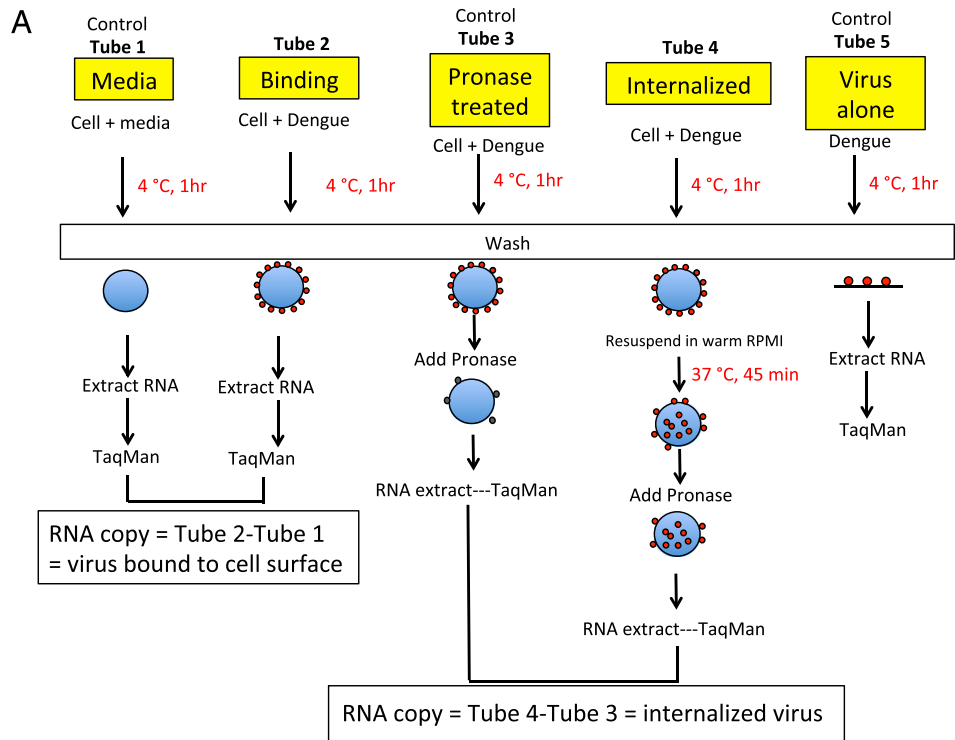 A
Control
Tube 1
Media
Cell + media
4 °C, 1hr
Tube 2
Binding
Cell + Dengue
4 °C, 1hr
Control
Tube 3
Pronase
treated
Cell + Dengue
4 °C, 1hr
Tube 4
Internalized
Cell + Dengue
4 °C, 1hr
Control
Tube 5
Virus
alone
Dengue
4 °C, 1hr
Wash
Extract RNA
TaqMan
Extract RNA
TaqMan
RNA copy = Tube 2-Tube 1
= virus bound to cell surface
Add Pronase
RNA extract---TaqMan
Resuspend in warm RPMI
37 °C, 45 min
Add Pronase
RNA extract---TaqMan
Extract RNA
TaqMan
RNA copy = Tube 4-Tube 3 = internalized virus